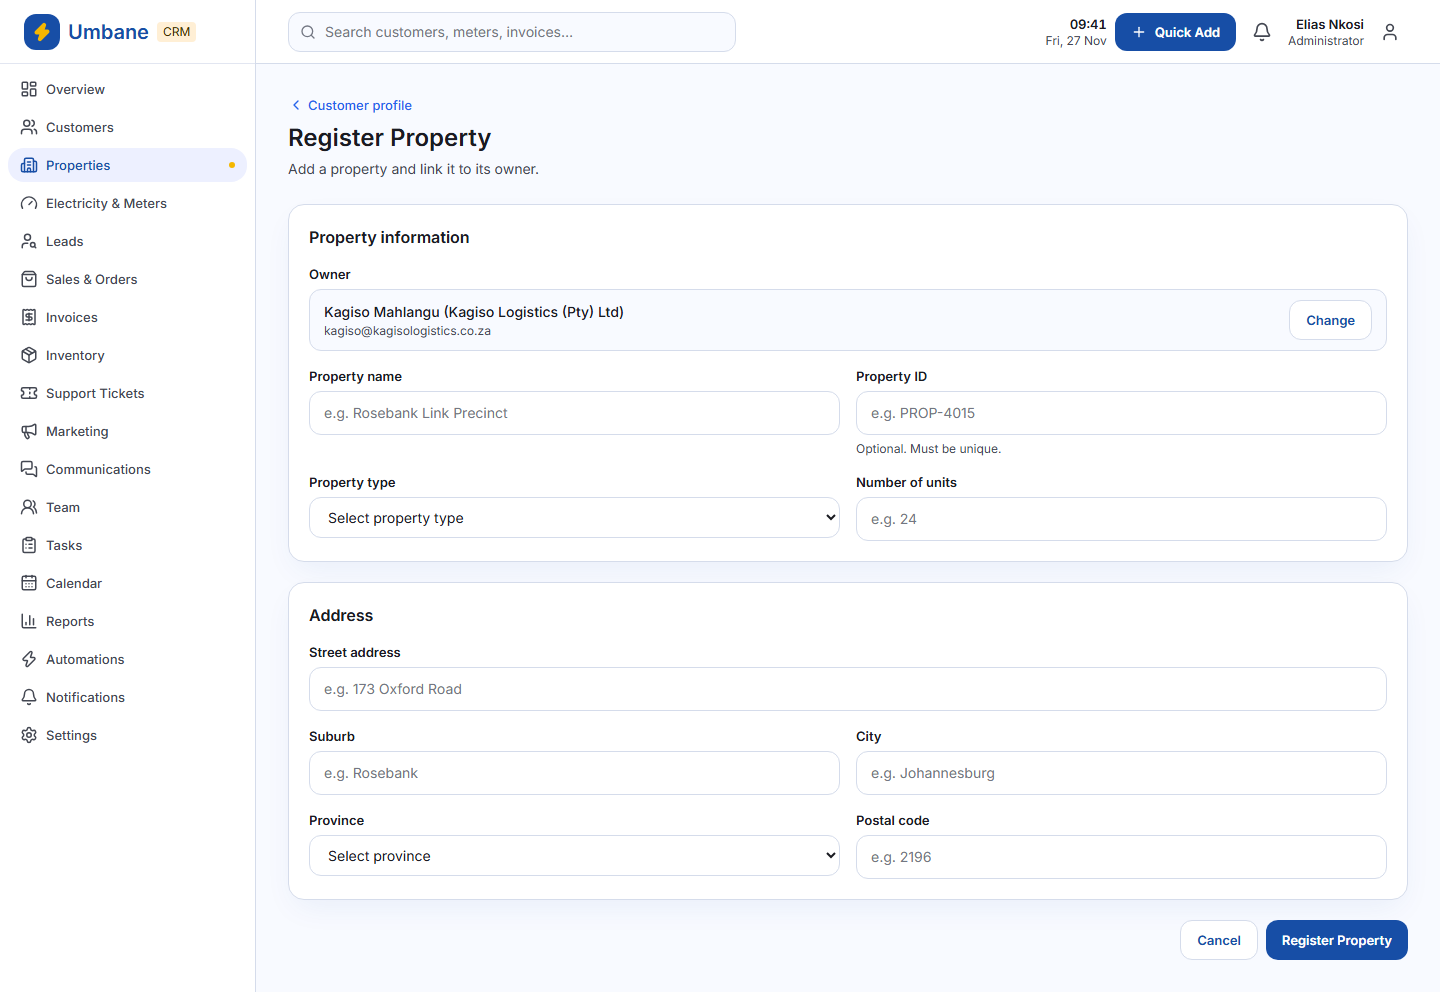 Umbane CRM
Search customers, meters, invoices...
09:41
Fri, 27 Nov
Quick Add
Elias Nkosi
Administrator
Overview
Customers
Properties
Electricity & Meters
Leads
Sales & Orders
Invoices
Inventory
Support Tickets
Marketing
Communications
Team
Tasks
Calendar
Reports
Automations
Notifications
Settings
Customer profile
Register Property
Add a property and link it to its owner.
Property information
Owner
Kagiso Mahlangu (Kagiso Logistics (Pty) Ltd)
kagiso@kagisologistics.co.za
Change
Property name
e.g. Rosebank Link Precinct
Property ID
e.g. PROP-4015
Optional. Must be unique.
Property type
Select property type
Number of units
e.g. 24
Address
Street address
e.g. 173 Oxford Road
Suburb
e.g. Rosebank
City
e.g. Johannesburg
Province
Select province
Postal code
e.g. 2196
Cancel
Register Property